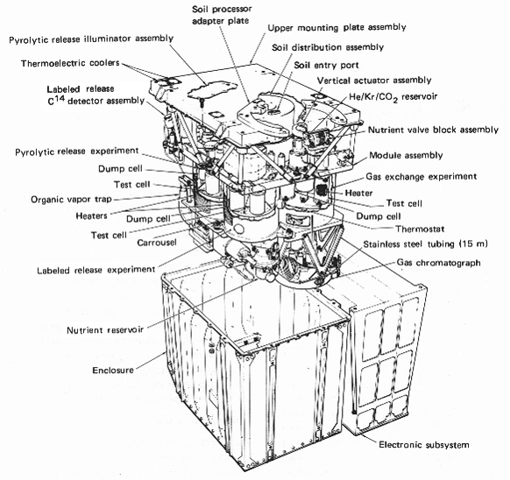 Soil processor
adapter plate
Upper mounting plate assembly
Pyrolytic release illuminator assembly
Soil distribution assembly
Thermoelectric coolers
Soil entry port
Vertical actuator assembly
Labeled release
C14 detector assembly
He/Kr/CO2 reservoir
Nutrient valve block assembly
Pyrolytic release experiment
Module assembly
Dump cell
Gas exchange experiment
Test cell
Heater
Organic vapor trap
Test cell
Heaters
Dump cell
Dump cell
Thermostat
Test cell
Carrousel
Stainless steel tubing (15 m)
Labeled release experiment
Gas chromatograph
Nutrient reservoir
Enclosure
Electronic subsystem